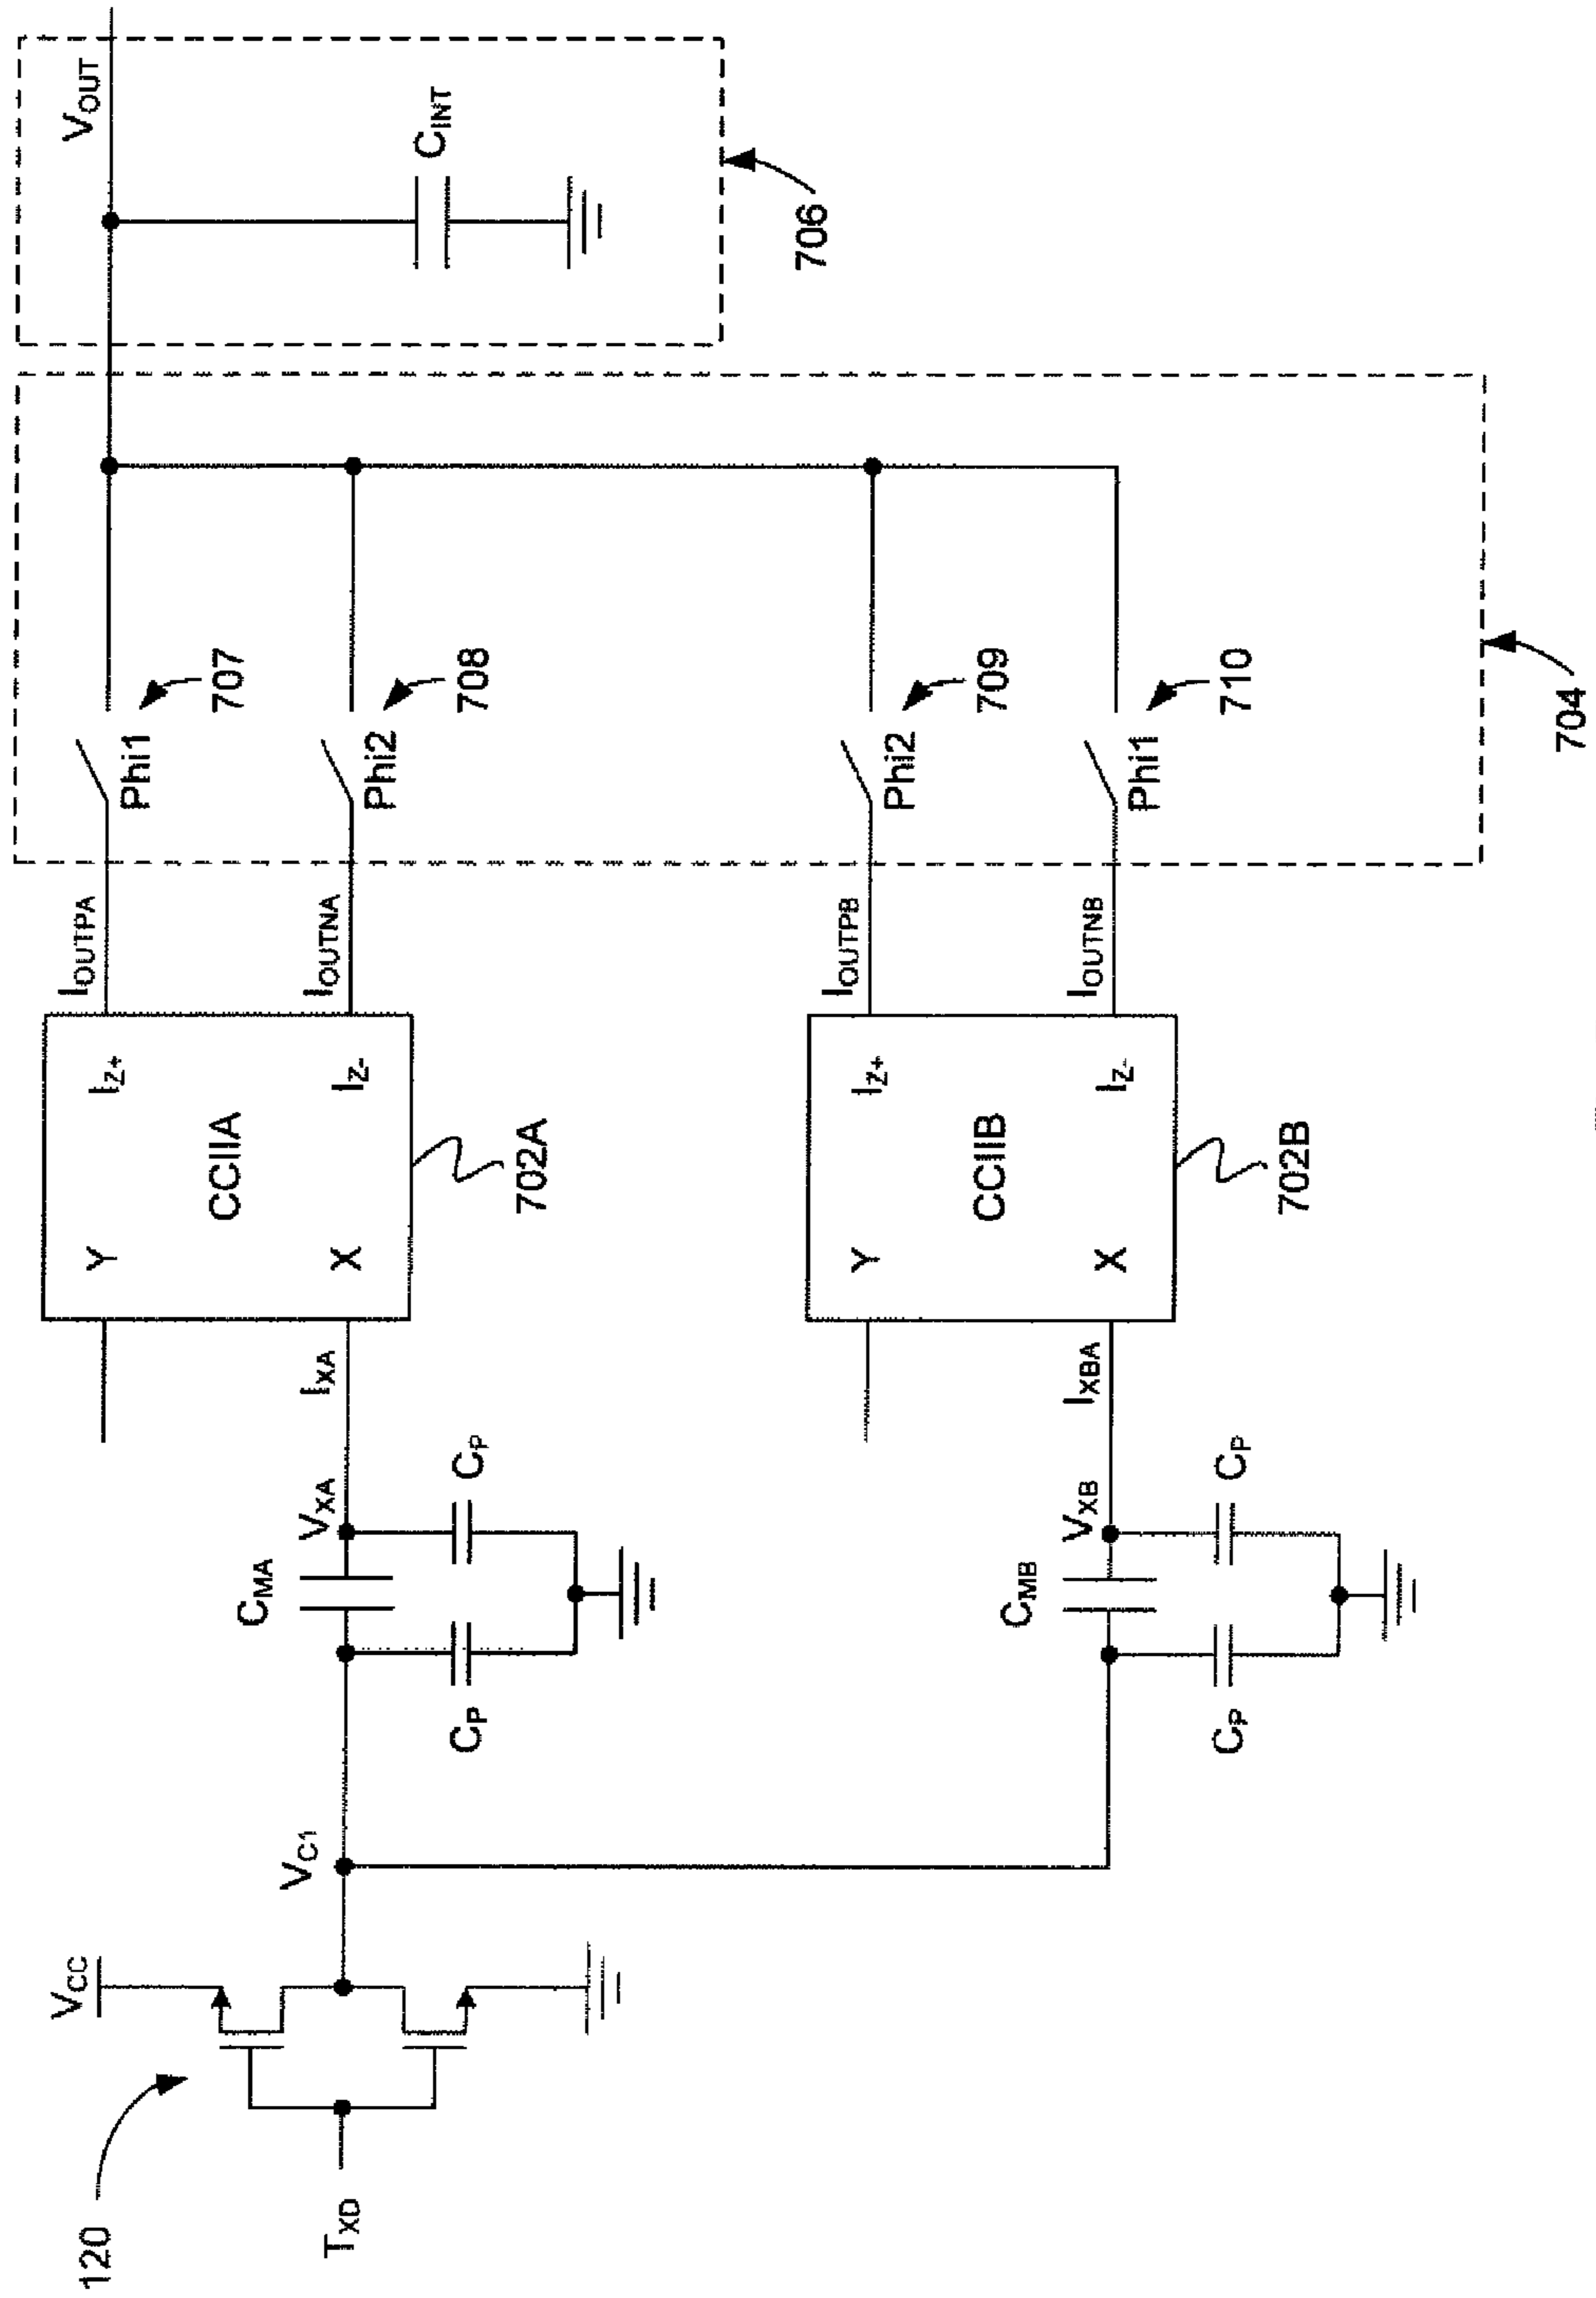 120
TXD
VCC
VC1
CMA
CP
CP
VXA
IXA
Y
X
CCIIA
IZ+
IZ-
702A
IOUTPA
IOUTNA
Phi1
707
Phi2
708
CMB
CP
CP
VXB
IXBA
Y
X
CCIIB
IZ+
IZ-
702B
IOUTPB
IOUTNB
Phi2
709
Phi1
710
704
VOUT
CINT
706